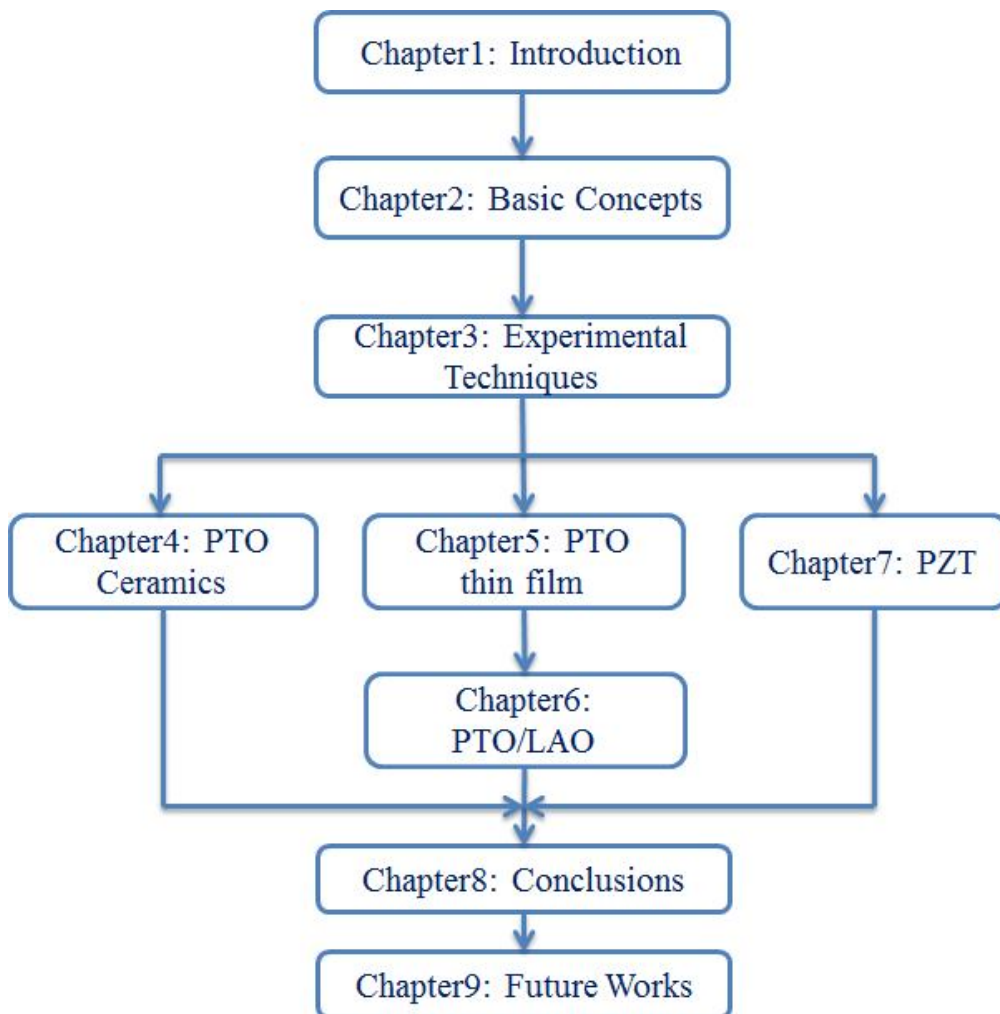 Chapter1: Introduction
Chapter2: Basic Concepts
Chapter3: Experimental
Techniques
Chapter4: PTO
Ceramics
Chapter5: PTO
thin film
Chapter7: PZT
Chapter6:
PTO/LAO
Chapter8: Conclusions
Chapter9: Future Works